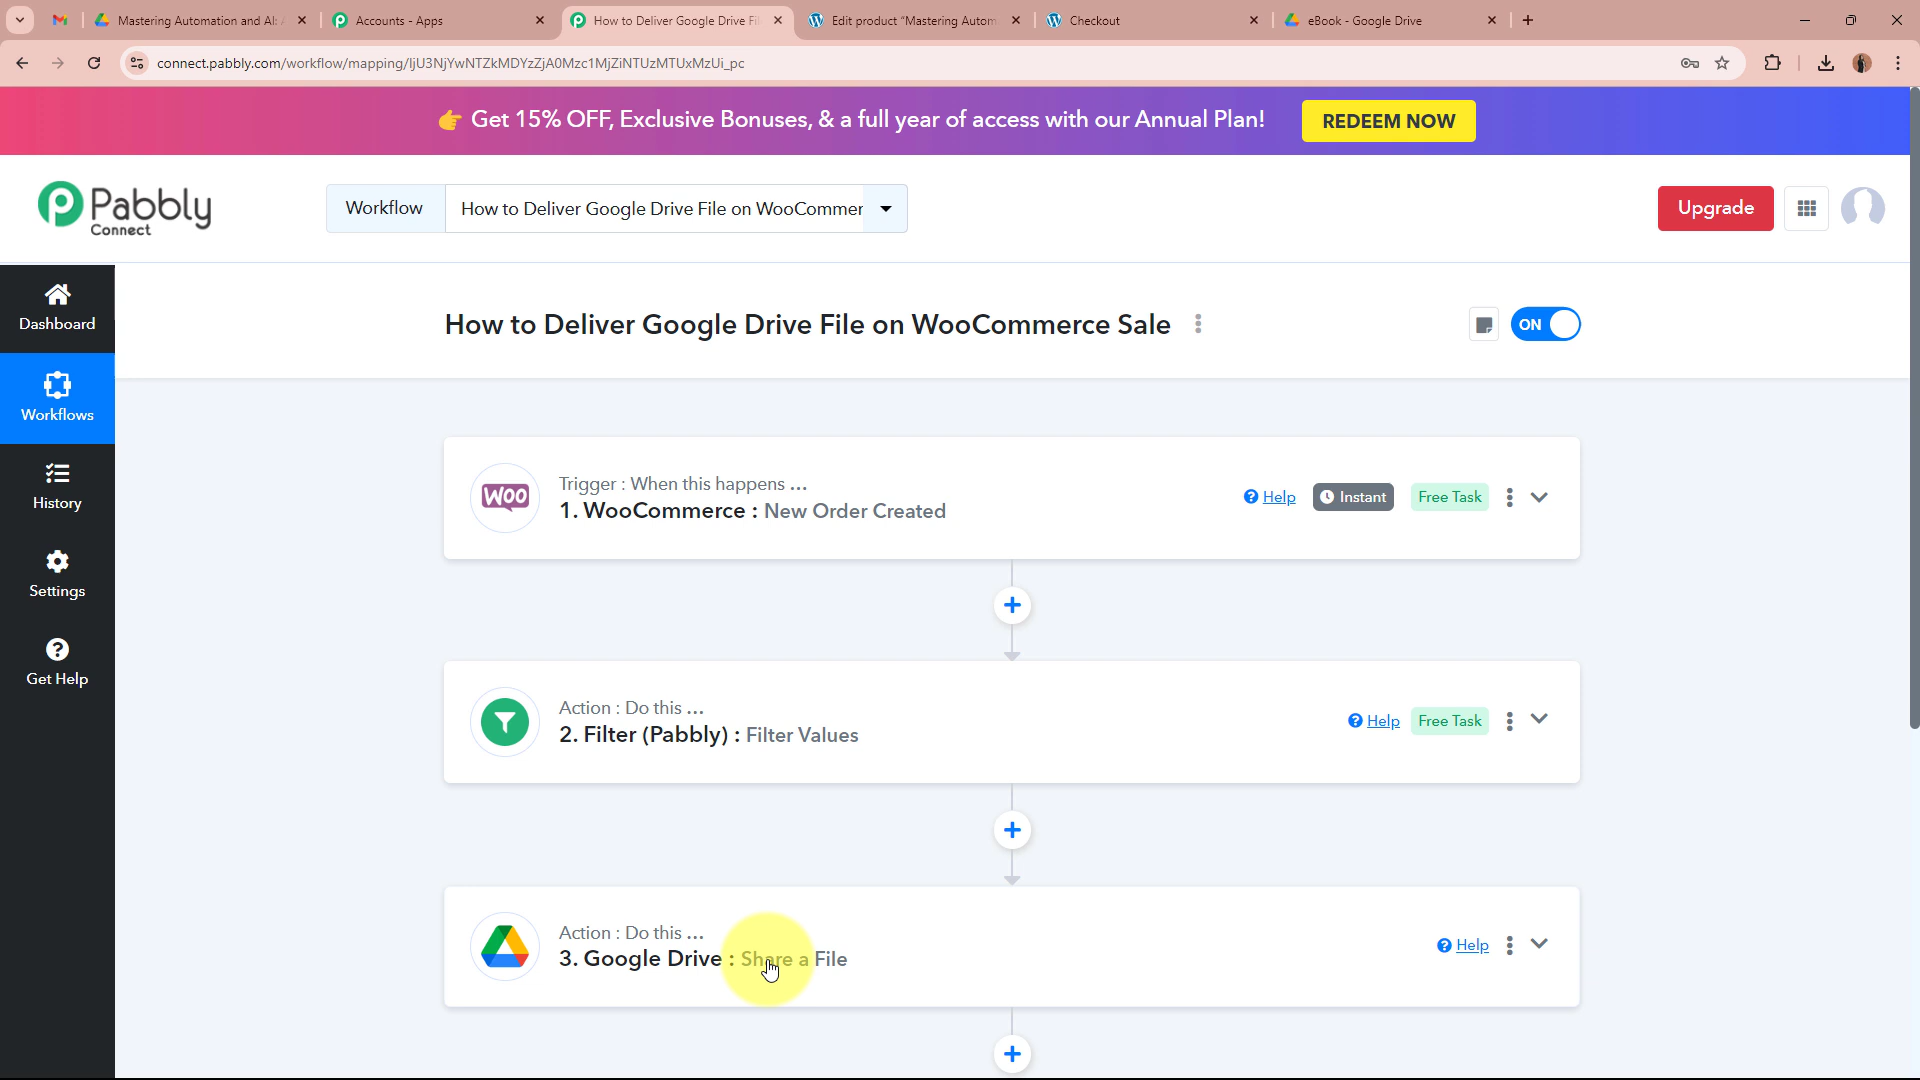 Mastering Automation and AI:
Accounts - Apps
How to Deliver Google Drive Fi
Edit product "Mastering Autom
Checkout
eBook - Google Drive
connect.pabbly.com/workflow/mapping/IjU3NjYwNTZkMDYzZjA0Mzc1MjZiNTUzMTUxMzUi_pc
👉 Get 15% OFF, Exclusive Bonuses, & a full year of access with our Annual Plan!
REDEEM NOW
Pabbly
Connect
Workflow
How to Deliver Google Drive File on WooCommer
Upgrade
Dashboard
Workflows
History
Settings
Get Help
How to Deliver Google Drive File on WooCommerce Sale
ON
Trigger : When this happens ...
WOO
1. WooCommerce : New Order Created
Help
Instant
Free Task
Action : Do this ...
2. Filter (Pabbly) : Filter Values
Help
Free Task
Action : Do this ...
3. Google Drive : Share a File
Help